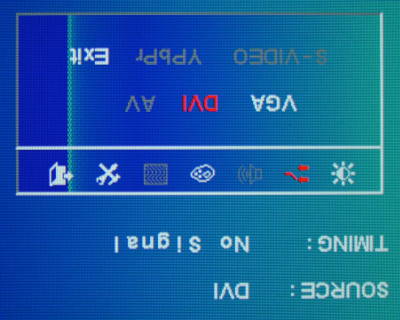 SOURCE: DVI
TIMING: No Signal
VGA DVI AV
S-VIDEO YPbPr Exit